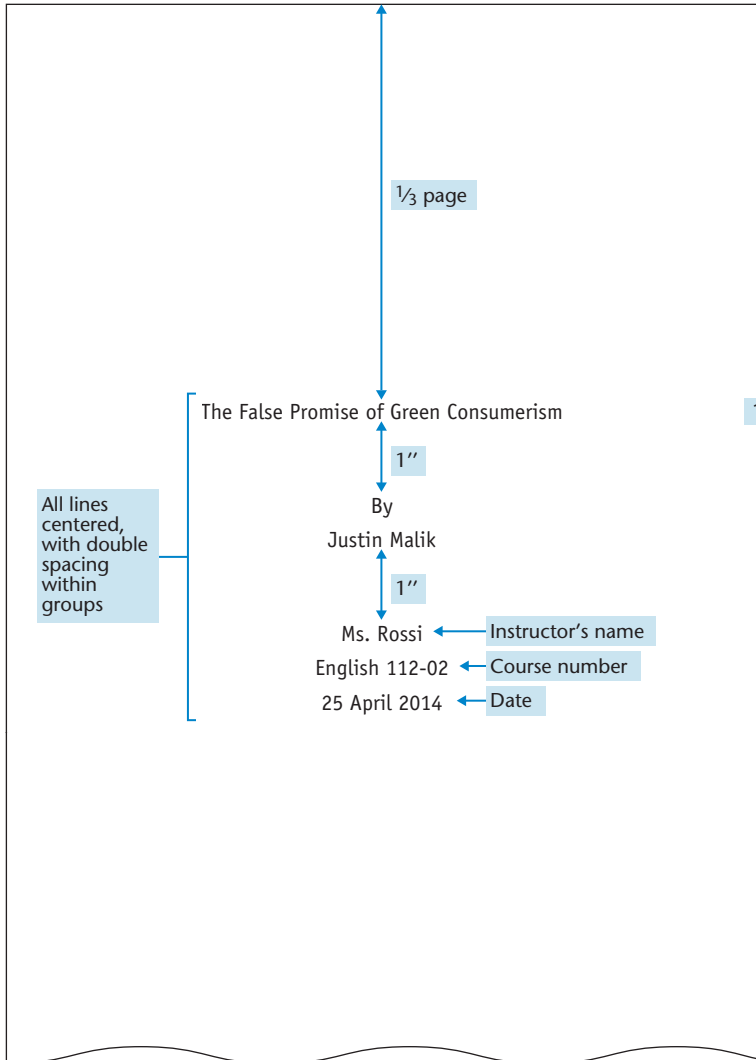 ⅓ page
The False Promise of Green Consumerism
1″
By
Justin Malik
1″
Ms. Rossi
Instructor's name
English 112-02
Course number
25 April 2014
Date
All lines
centered,
with double
spacing
within
groups